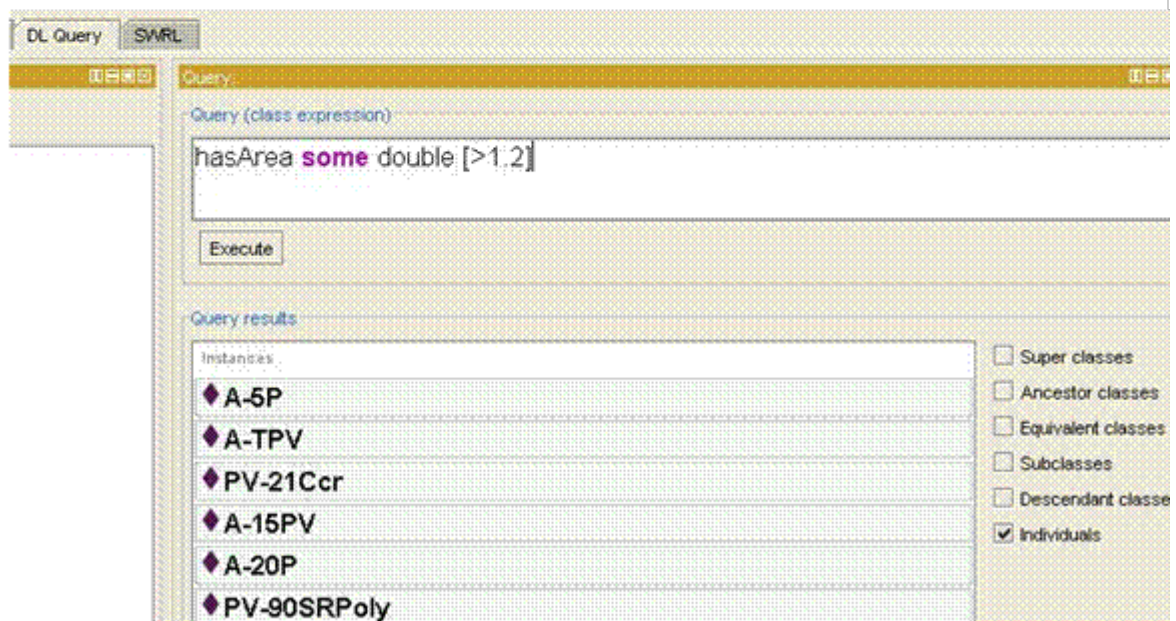 DL Query SWRL
Query:
Query (class expression)
hasArea some double [>1.2]
Execute
Query results
Instances
A-5P
A-TPV
PV-21Ccr
A-15PV
A-20P
PV-90SRPoly
Super classes
Ancestor classes
Equivalent classes
Subclasses
Descendant classe
Individuals